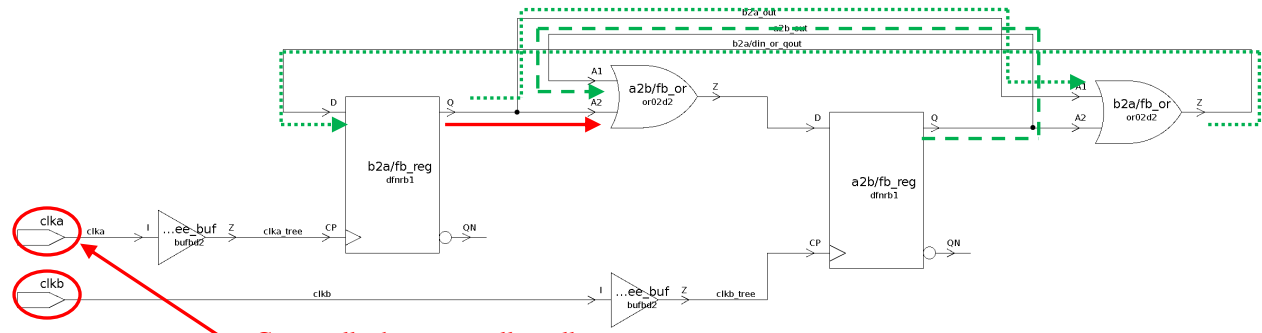 b2a_out
a2b_out
b2a/din_or_qout
A1
a2b/fb_or
or02d2
Z
A2
A1
b2a/fb_or
or02d2
Z
A2
D
Q
b2a/fb_reg
dfnrb1
CP
QN
D
Q
a2b/fb_reg
dfnrb1
CP
QN
clka
clka
I
...ee_buf
bufbd2
Z
clka_tree
clkb
clkb
I
...ee_buf
bufbd2
Z
clkb_tree